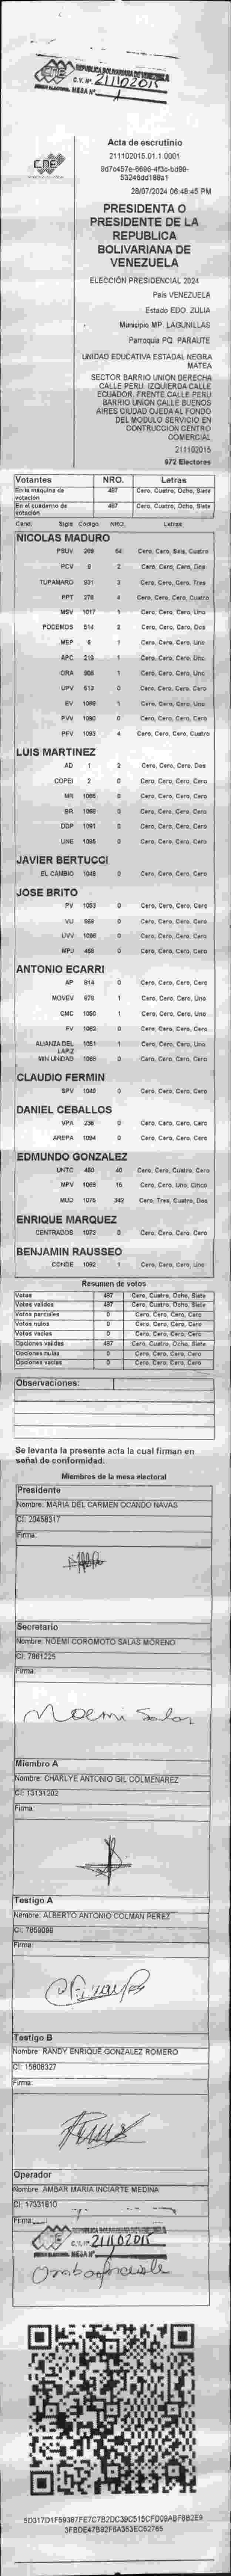 REPUBLICA BOLIVARIANA DE VENEZUELA
C.V. Nº 211102015
MESA Nº
CNE
Acta de escrutinio
211102015.01.1.0001
53246dd188a1
28/07/2024 06:48:45 PM
PRESIDENTA O
PRESIDENTE DE LA
REPUBLICA
BOLIVARIANA DE
VENEZUELA
ELECCIÓN PRESIDENCIAL 2024
País VENEZUELA
Estado EDO. ZULIA
Municipio MP. LAGUNILLAS
Parroquia PQ. PARAUTE
UNIDAD EDUCATIVA ESTADAL NEGRA
MATEA
SECTOR BARRIO UNION DERECHA
CALLE PERU. IZQUIERDA CALLE
ECUADOR. FRENTE CALLE PERU
BARRIO UNION CALLE BUENOS
AIRES CIUDAD OJEDA AL FONDO
DEL MODULO SERVICIO EN
CONTRUCCION CENTRO
COMERCIAL
211102015
672 Electores
Votantes NRO. Letras
En la máquina de votación 487 Cero, Cuatro, Ocho, Siete
En el cuaderno de votación 487 Cero, Cuatro, Ocho, Siete
Cand. Sigla Codigo NRO. Letras
NICOLAS MADURO
PSUV 269 64 Cero, Cero, Seis, Cuatro
PCV 9 2 Cero, Cero, Cero, Dos
TUPAMARO 931 3 Cero, Cero, Cero, Tres
PPT 270 4 Cero, Cero, Cero, Cuatro
MSV 1017 1 Cero, Cero, Cero, Uno
PODEMOS 514 2 Cero, Cero, Cero, Dos
MEP 6 1 Cero, Cero, Cero, Uno
APC 219 1 Cero, Cero, Cero, Uno
ORA 906 1 Cero, Cero, Cero, Uno
UPV 513 0 Cero, Cero, Cero, Cero
EV 1089 1 Cero, Cero, Cero, Uno
PVV 1090 0 Cero, Cero, Cero, Cero
PFV 1093 4 Cero, Cero, Cero, Cuatro
LUIS MARTINEZ
AD 1 2 Cero, Cero, Cero, Dos
COPEI 2 0 Cero, Cero, Cero, Cero
MR 1066 0 Cero, Cero, Cero, Cero
BR 1068 0 Cero, Cero, Cero, Cero
DDP 1091 0 Cero, Cero, Cero, Cero
UNE 1095 0 Cero, Cero, Cero, Cero
JAVIER BERTUCCI
EL CAMBIO 1048 0 Cero, Cero, Cero, Cero
JOSE BRITO
PV 1053 0 Cero, Cero, Cero, Cero
VU 959 0 Cero, Cero, Cero, Cero
UVV 1096 0 Cero, Cero, Cero, Cero
MPJ 458 0 Cero, Cero, Cero, Cero
ANTONIO ECARRI
AP 914 0 Cero, Cero, Cero, Cero
MOVEV 978 1 Cero, Cero, Cero, Uno
CMC 1050 1 Cero, Cero, Cero, Uno
FV 1062 0 Cero, Cero, Cero, Cero
ALIANZA DEL LAPIZ 1051 1 Cero, Cero, Cero, Uno
MIN UNIDAD 1065 0 Cero, Cero, Cero, Cero
CLAUDIO FERMIN
SPV 1049 0 Cero, Cero, Cero, Cero
DANIEL CEBALLOS
VPA 236 0 Cero, Cero, Cero, Cero
AREPA 1094 0 Cero, Cero, Cero, Cero
EDMUNDO GONZALEZ
UNTC 450 40 Cero, Cero, Cuatro, Cero
MPV 1069 15 Cero, Cero, Uno, Cinco
MUD 1076 342 Cero, Tres, Cuatro, Dos
ENRIQUE MARQUEZ
CENTRADOS 1073 0 Cero, Cero, Cero, Cero
BENJAMIN RAUSSEO
CONDE 1092 1 Cero, Cero, Cero, Uno
Resumen de votos
Votos 487 Cero, Cuatro, Ocho, Siete
Votos validos 487 Cero, Cuatro, Ocho, Siete
Votos parciales 0 Cero, Cero, Cero, Cero
Votos nulos 0 Cero, Cero, Cero, Cero
Votos vacios 0 Cero, Cero, Cero, Cero
Opciones validas 487 Cero, Cuatro, Ocho, Siete
Opciones nulas 0 Cero, Cero, Cero, Cero
Opciones vacias 0 Cero, Cero, Cero, Cero
Observaciones:
Se levanta la presente acta la cual firman en
señal de conformidad.
Miembros de la mesa electoral
Presidente
Nombre: MARIA DEL CARMEN OCANDO NAVAS
CI: 20458317
Firma:
Secretario
Nombre: NOEMI COROMOTO SALAS MORENO
CI: 7861225
Firma:
Noemi Salas
Miembro A
Nombre: CHARLYE ANTONIO GIL COLMENAREZ
CI: 13131202
Firma:
Testigo A
Nombre: ALBERTO ANTONIO COLMAN PEREZ
CI: 7859099
Firma:
Testigo B
Nombre: RANDY ENRIQUE GONZALEZ ROMERO
CI: 15808327
Firma:
Operador
Nombre: AMBAR MARIA INCIARTE MEDINA
CI: 17331810
Firma:
REPUBLICA BOLIVARIANA DE VENEZUELA
C.V. Nº 211102015
MESA Nº